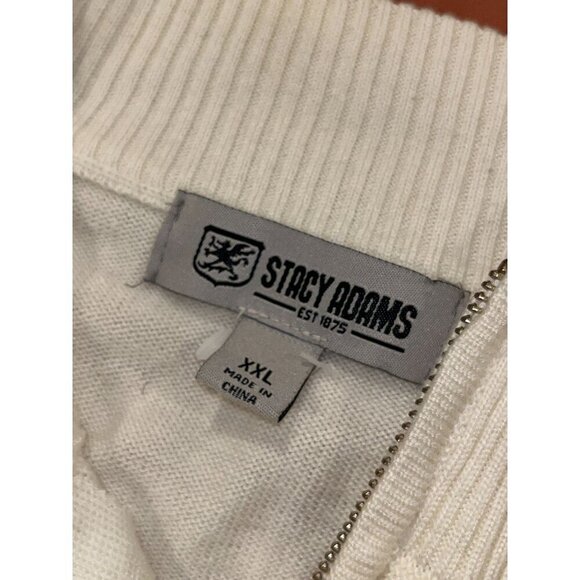 STACY ADAMS
EST 1875
XXL
MADE IN
CHINA